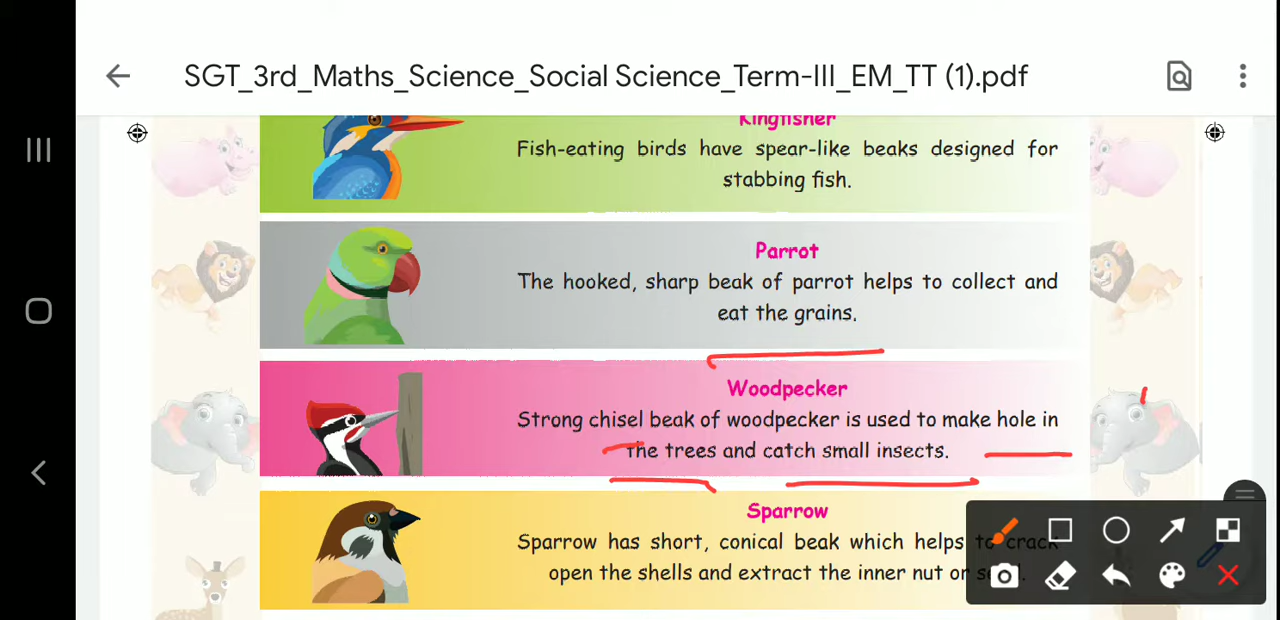 SGT_3rd_Maths_Science_Social Science_Term-III_EM_TT (1).pdf
Kingfisher
Fish-eating birds have spear-like beaks designed for
stabbing fish.
Parrot
The hooked, sharp beak of parrot helps to collect and
eat the grains.
Woodpecker
Strong chisel beak of woodpecker is used to make hole in
the trees and catch small insects.
Sparrow
Sparrow has short, conical beak which helps to crack
open the shells and extract the inner nut or